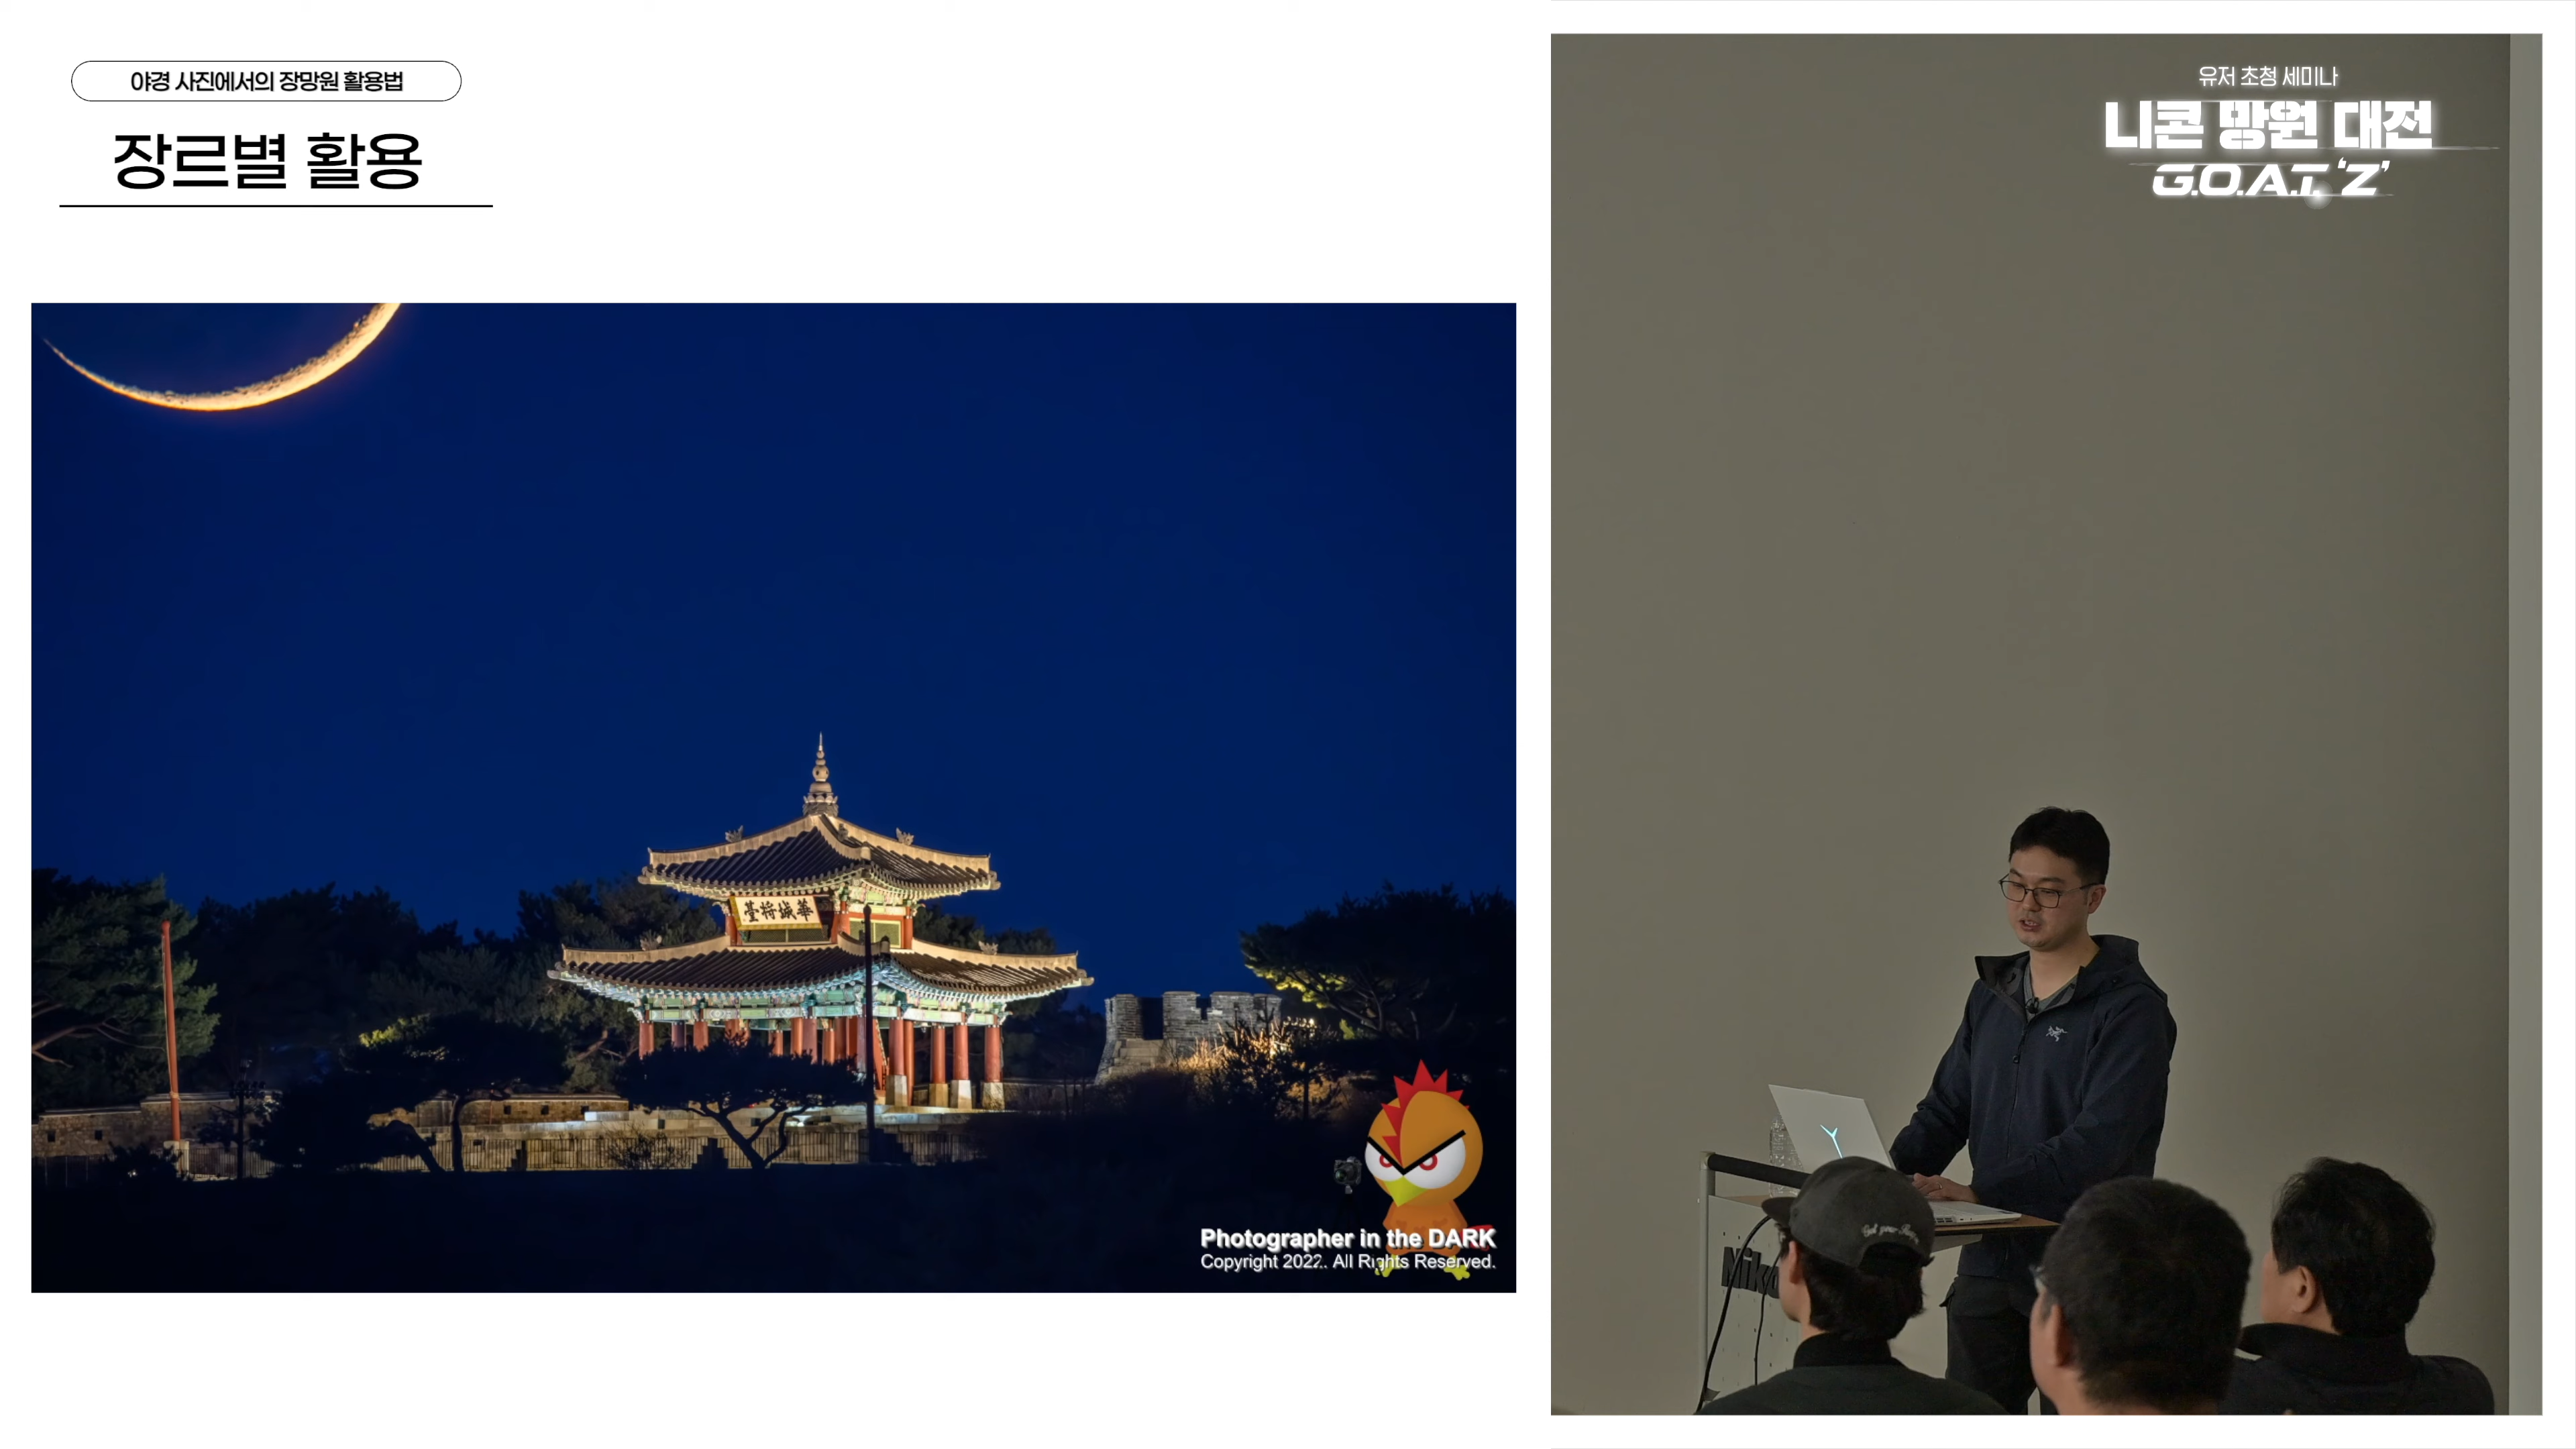 야경 사진에서의 장망원 활용법
장르별 활용
유저 초청 세미나
니콘 망원 대전
G.O.A.T. 'Z'
臺將城華
Photographer in the DARK
Copyright 2022.. All Rights Reserved.